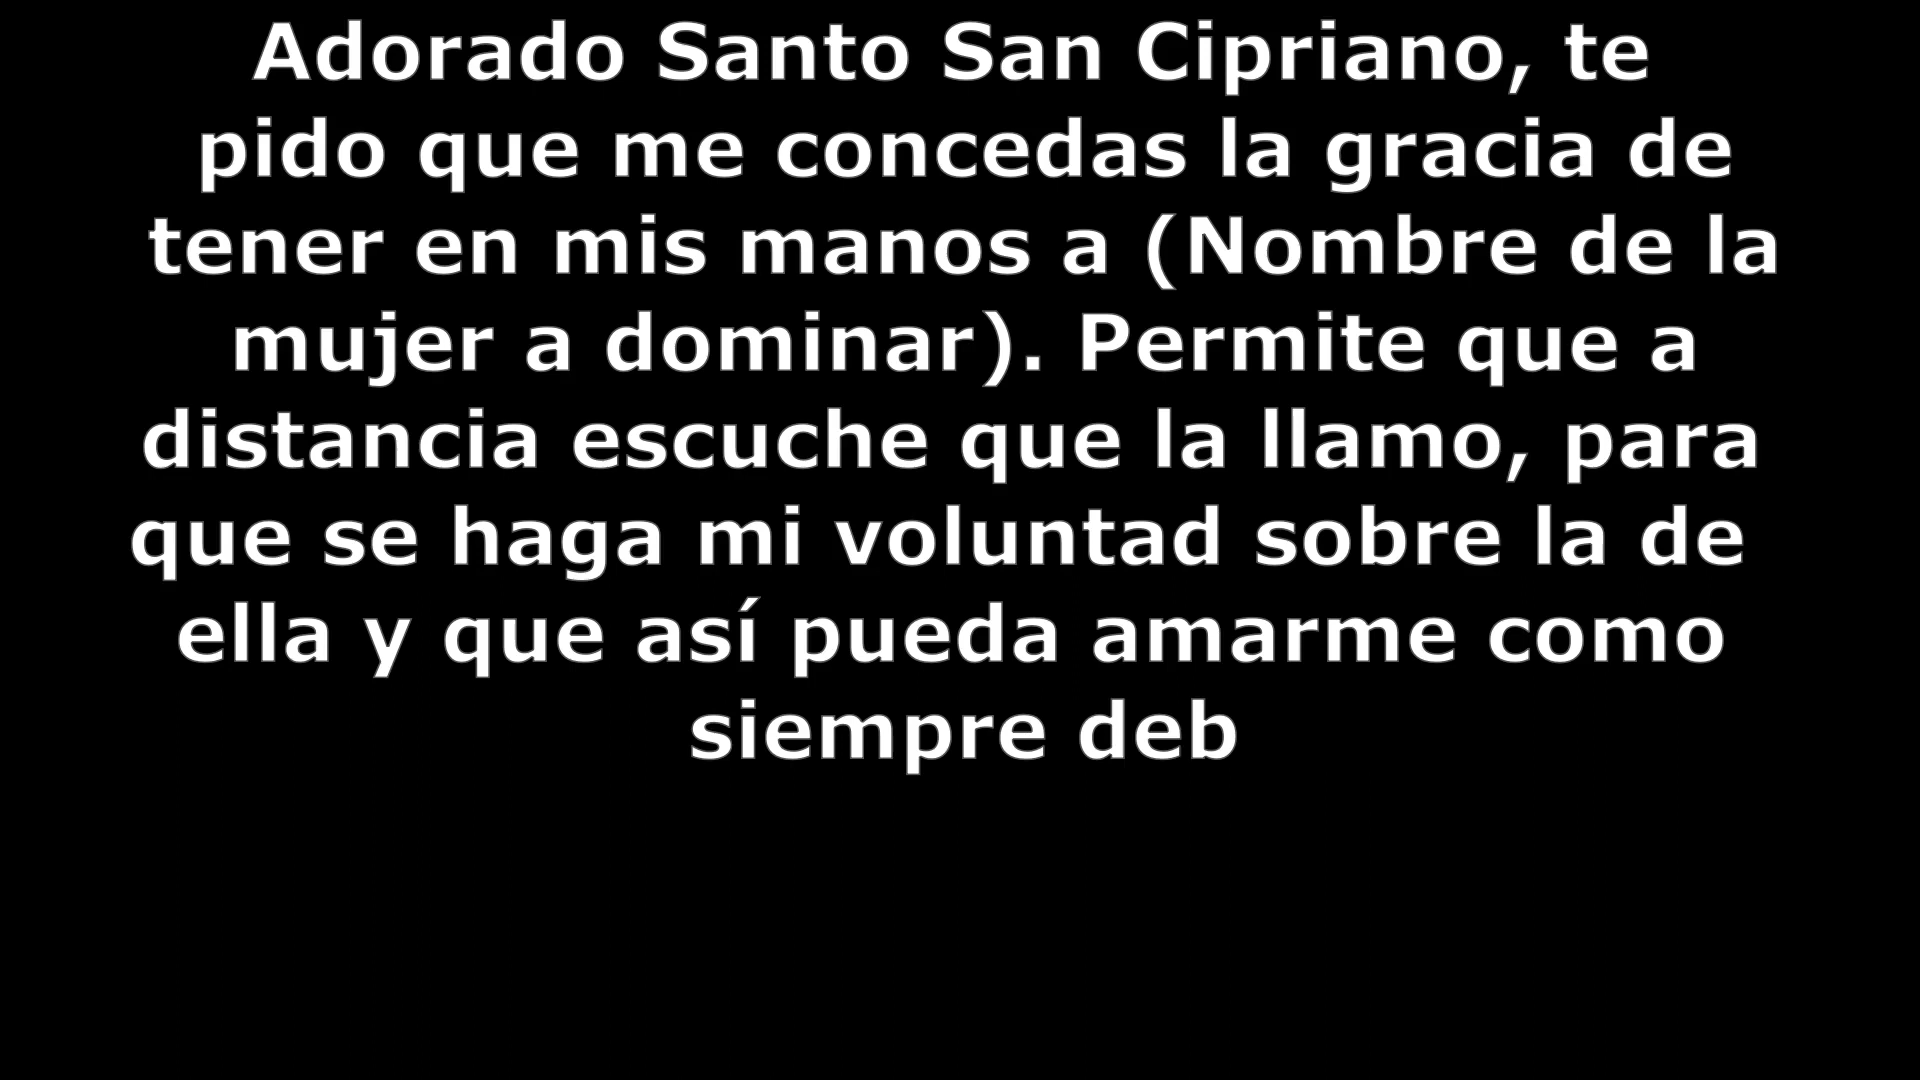 Adorado Santo San Cipriano, te
pido que me concedas la gracia de
tener en mis manos a (Nombre de la
mujer a dominar). Permite que a
distancia escuche que la llamo, para
que se haga mi voluntad sobre la de
ella y que así pueda amarme como
siempre deb